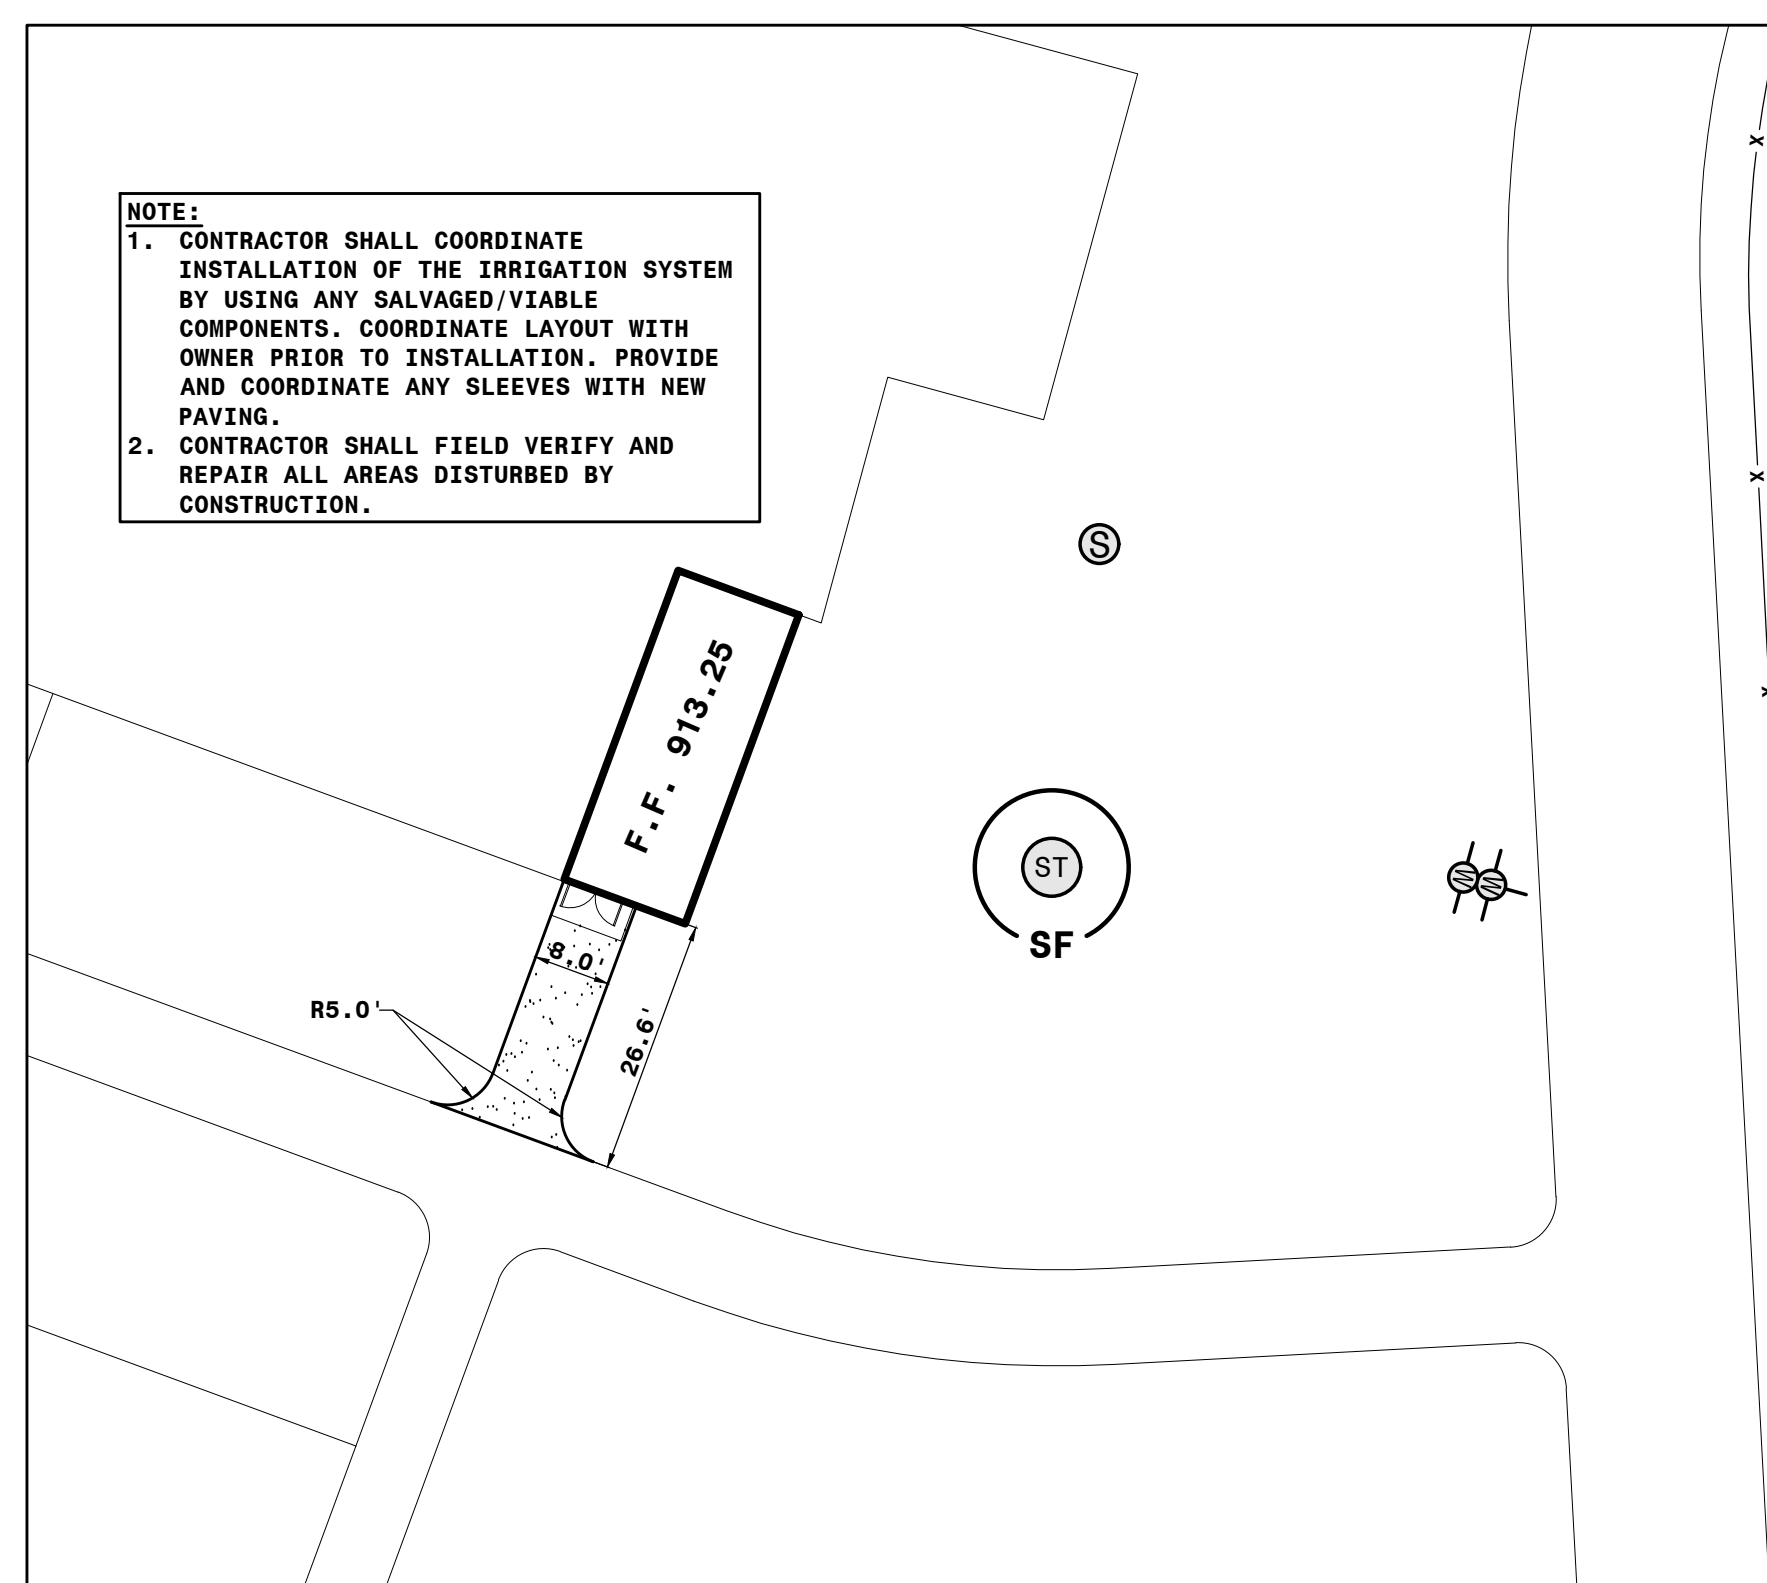 NOTE:
1. CONTRACTOR SHALL COORDINATE
INSTALLATION OF THE IRRIGATION SYSTEM
BY USING ANY SALVAGED/VIABLE
COMPONENTS. COORDINATE LAYOUT WITH
OWNER PRIOR TO INSTALLATION. PROVIDE
AND COORDINATE ANY SLEEVES WITH NEW
PAVING.
2. CONTRACTOR SHALL FIELD VERIFY AND
REPAIR ALL AREAS DISTURBED BY
CONSTRUCTION.
X
X
X
S
F.F. 913.25
ST
SF
8.0'
R5.0'
26.6'